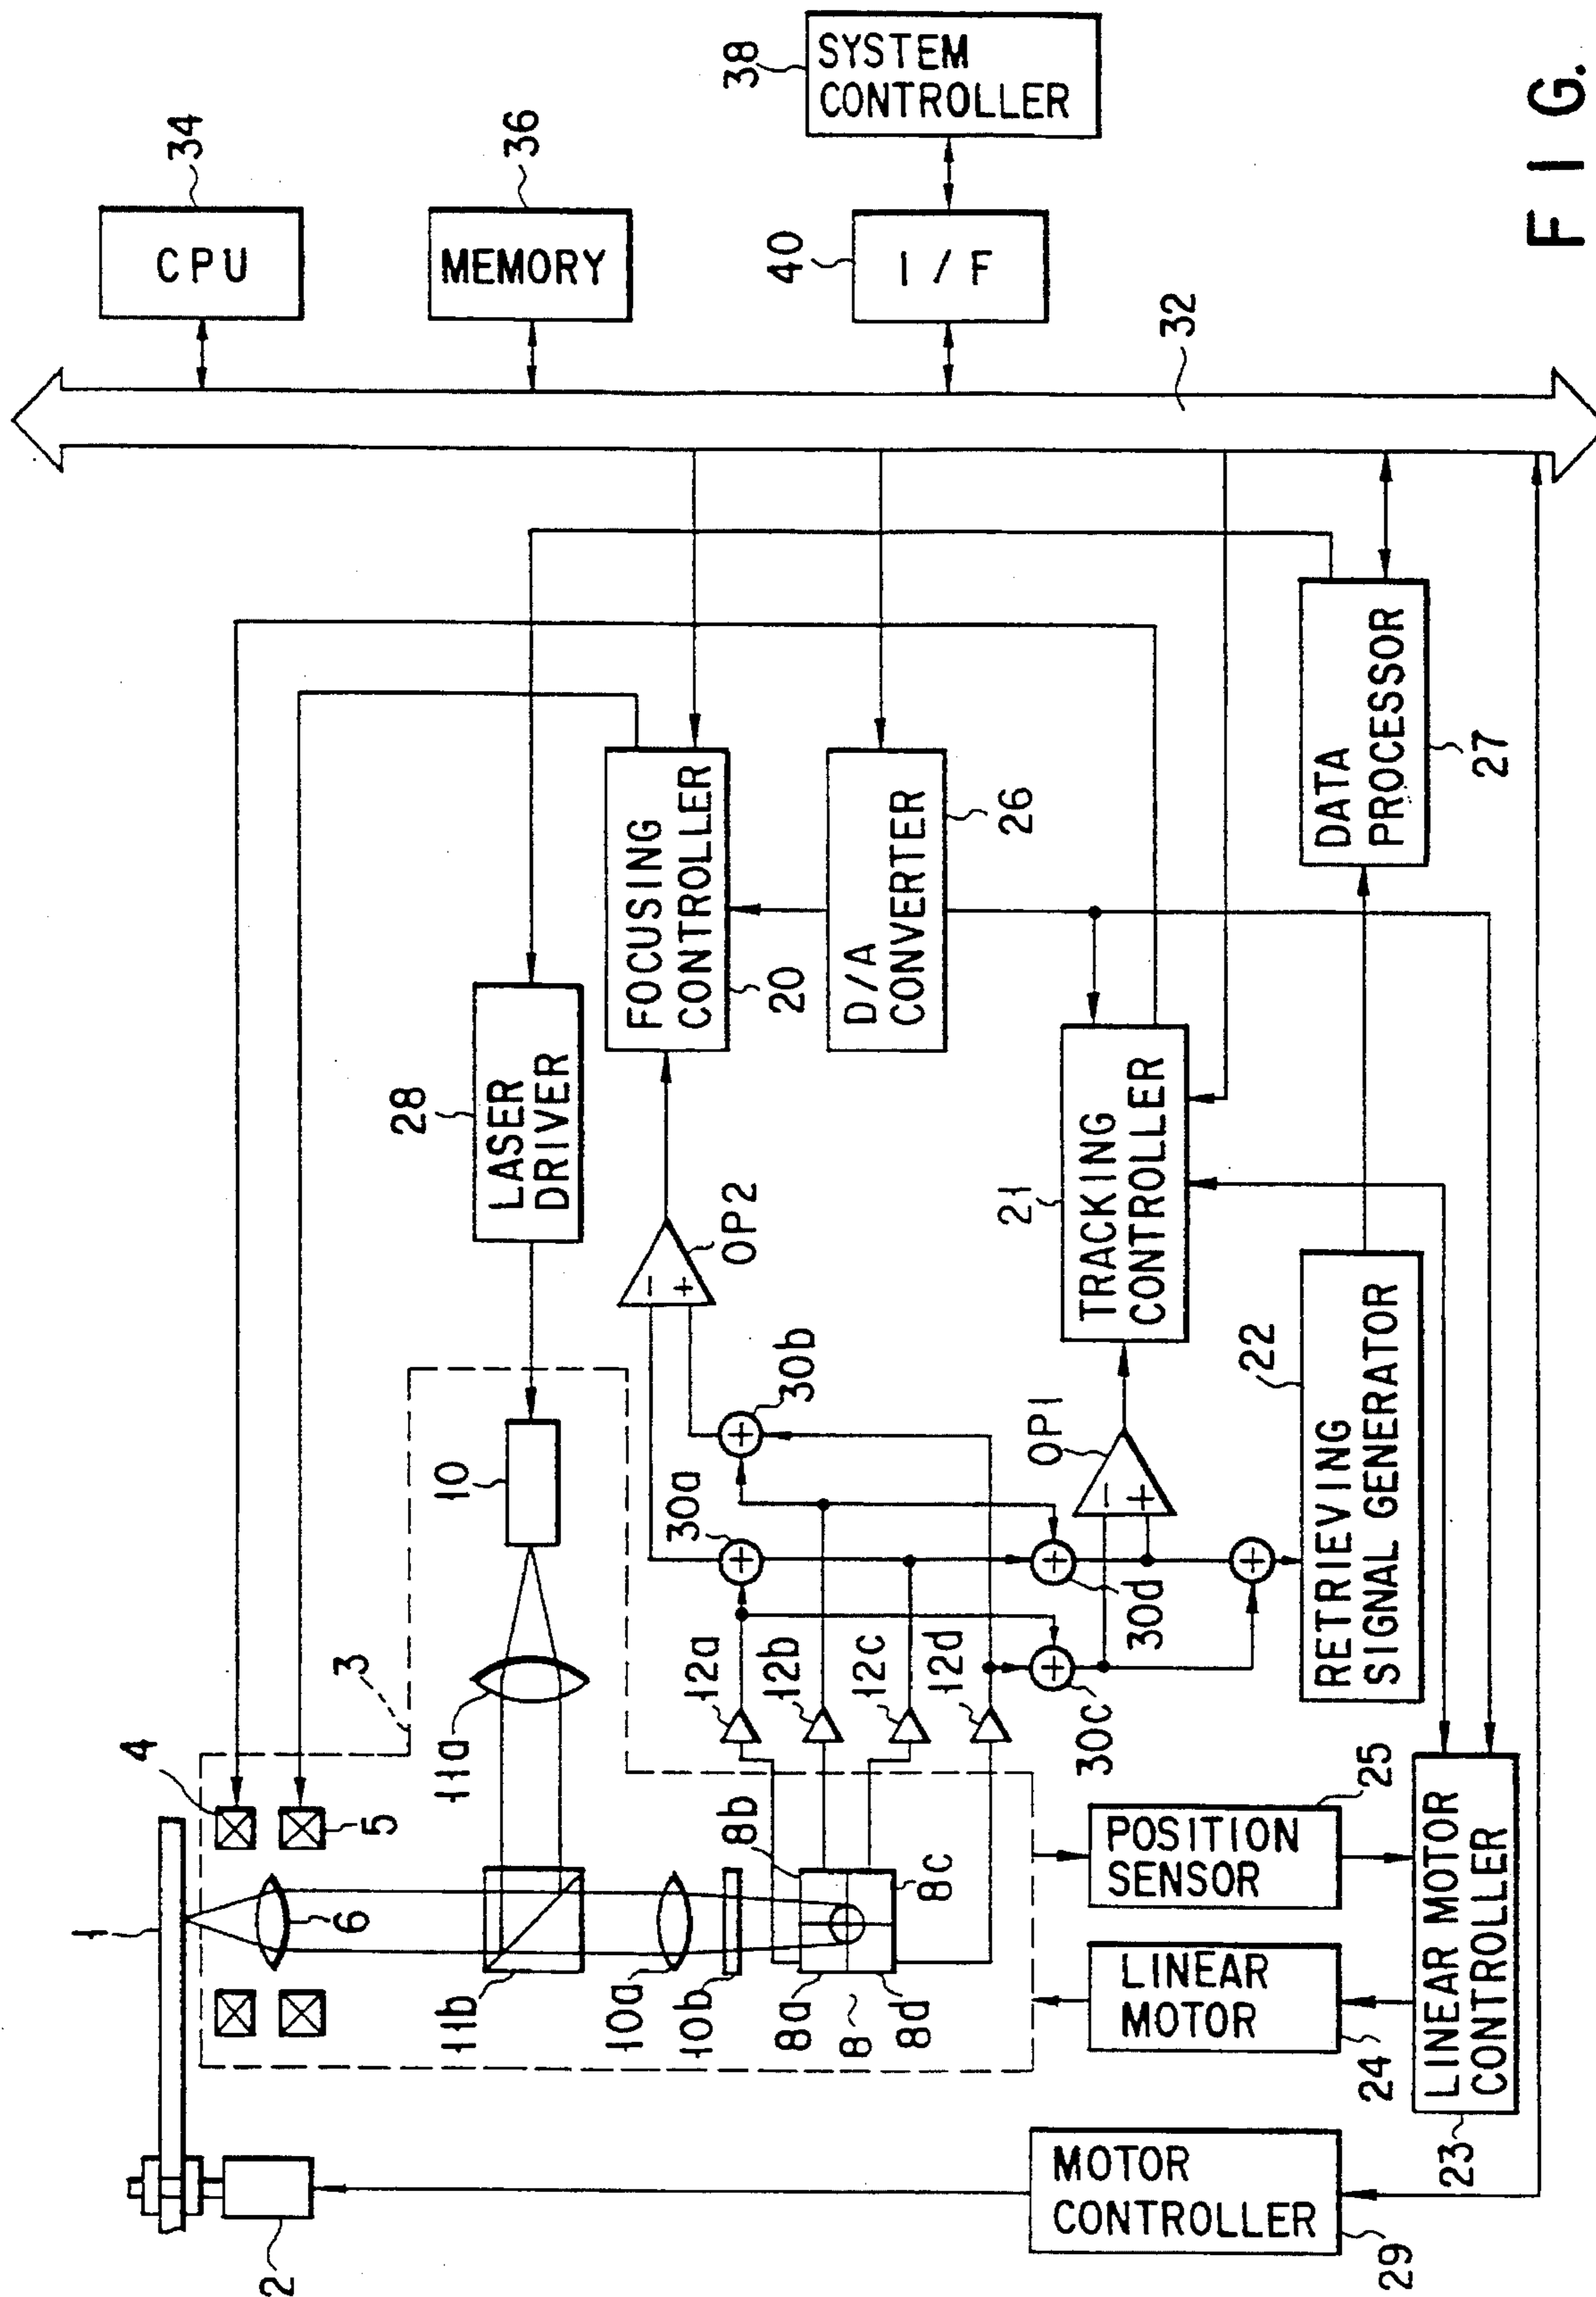 34
CPU
36
MEMORY
38
SYSTEM
CONTROLLER
40
I/F
32
FIG.
28
LASER
DRIVER
FOCUSING
CONTROLLER
20
D/A
CONVERTER
26
DATA
PROCESSOR
27
OP2
−
+
21
TRACKING
CONTROLLER
OP1
−
+
22
RETRIEVING
SIGNAL GENERATOR
10
30a
30b
30c
30d
+
+
+
+
+
3
11a
12a
12b
12c
12d
4
5
1
6
11b
10a
10b
8b
8c
8a
8
8d
25
POSITION
SENSOR
LINEAR
MOTOR
24
LINEAR MOTOR
CONTROLLER
23
2
MOTOR
CONTROLLER
29